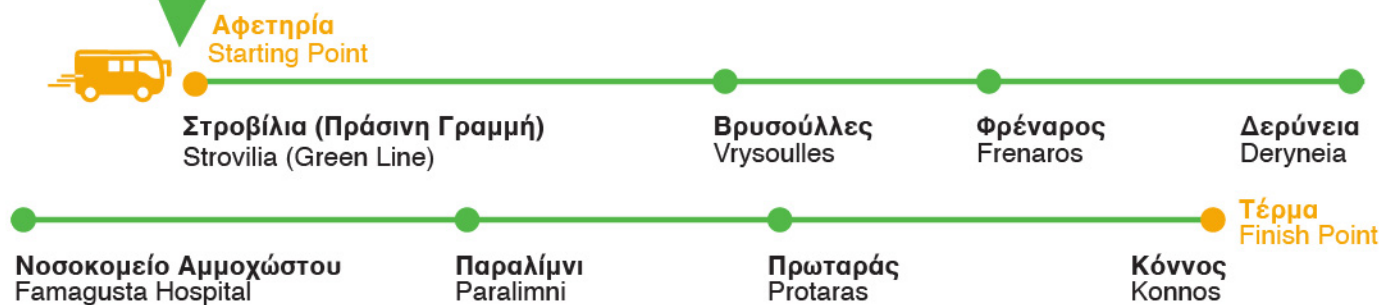 Αφετηρία
Starting Point
Στροβίλια (Πράσινη Γραμμή)
Strovilia (Green Line)
Βρυσούλλες
Vrysoulles
Φρέναρος
Frenaros
Δερύνεια
Deryneia
Νοσοκομείο Αμμοχώστου
Famagusta Hospital
Παραλίμνι
Paralimni
Πρωταράς
Protaras
Κόννος
Konnos
Τέρμα
Finish Point